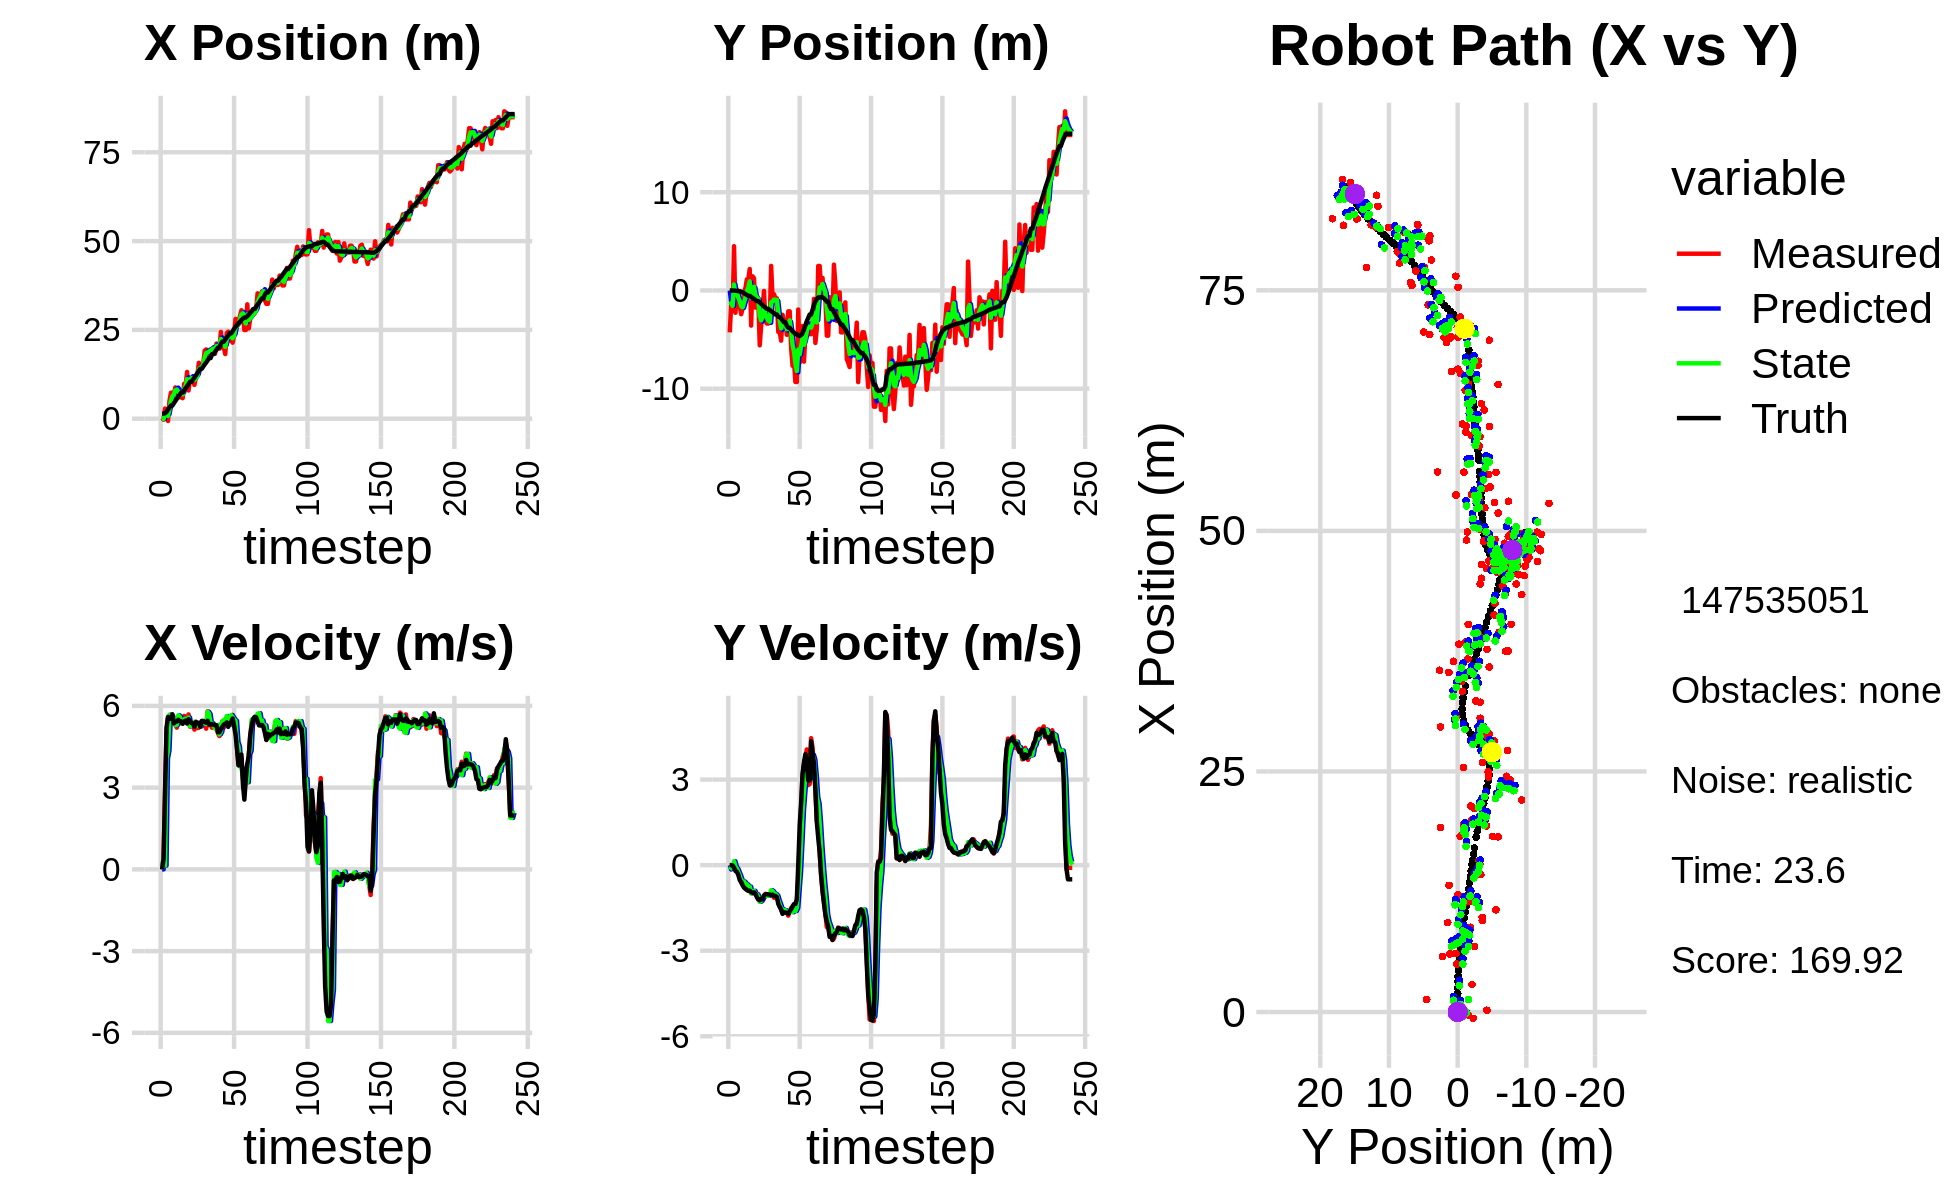 X Position (m)
75
50
25
0
0 50 100 150 200 250
timestep
Y Position (m)
10
0
-10
0 50 100 150 200 250
timestep
X Velocity (m/s)
6
3
0
-3
-6
0 50 100 150 200 250
timestep
Y Velocity (m/s)
3
0
-3
-6
0 50 100 150 200 250
timestep
Robot Path (X vs Y)
X Position (m)
75
50
25
0
20 10 0 -10 -20
Y Position (m)
variable
Measured
Predicted
State
Truth
147535051
Obstacles: none
Noise: realistic
Time: 23.6
Score: 169.92